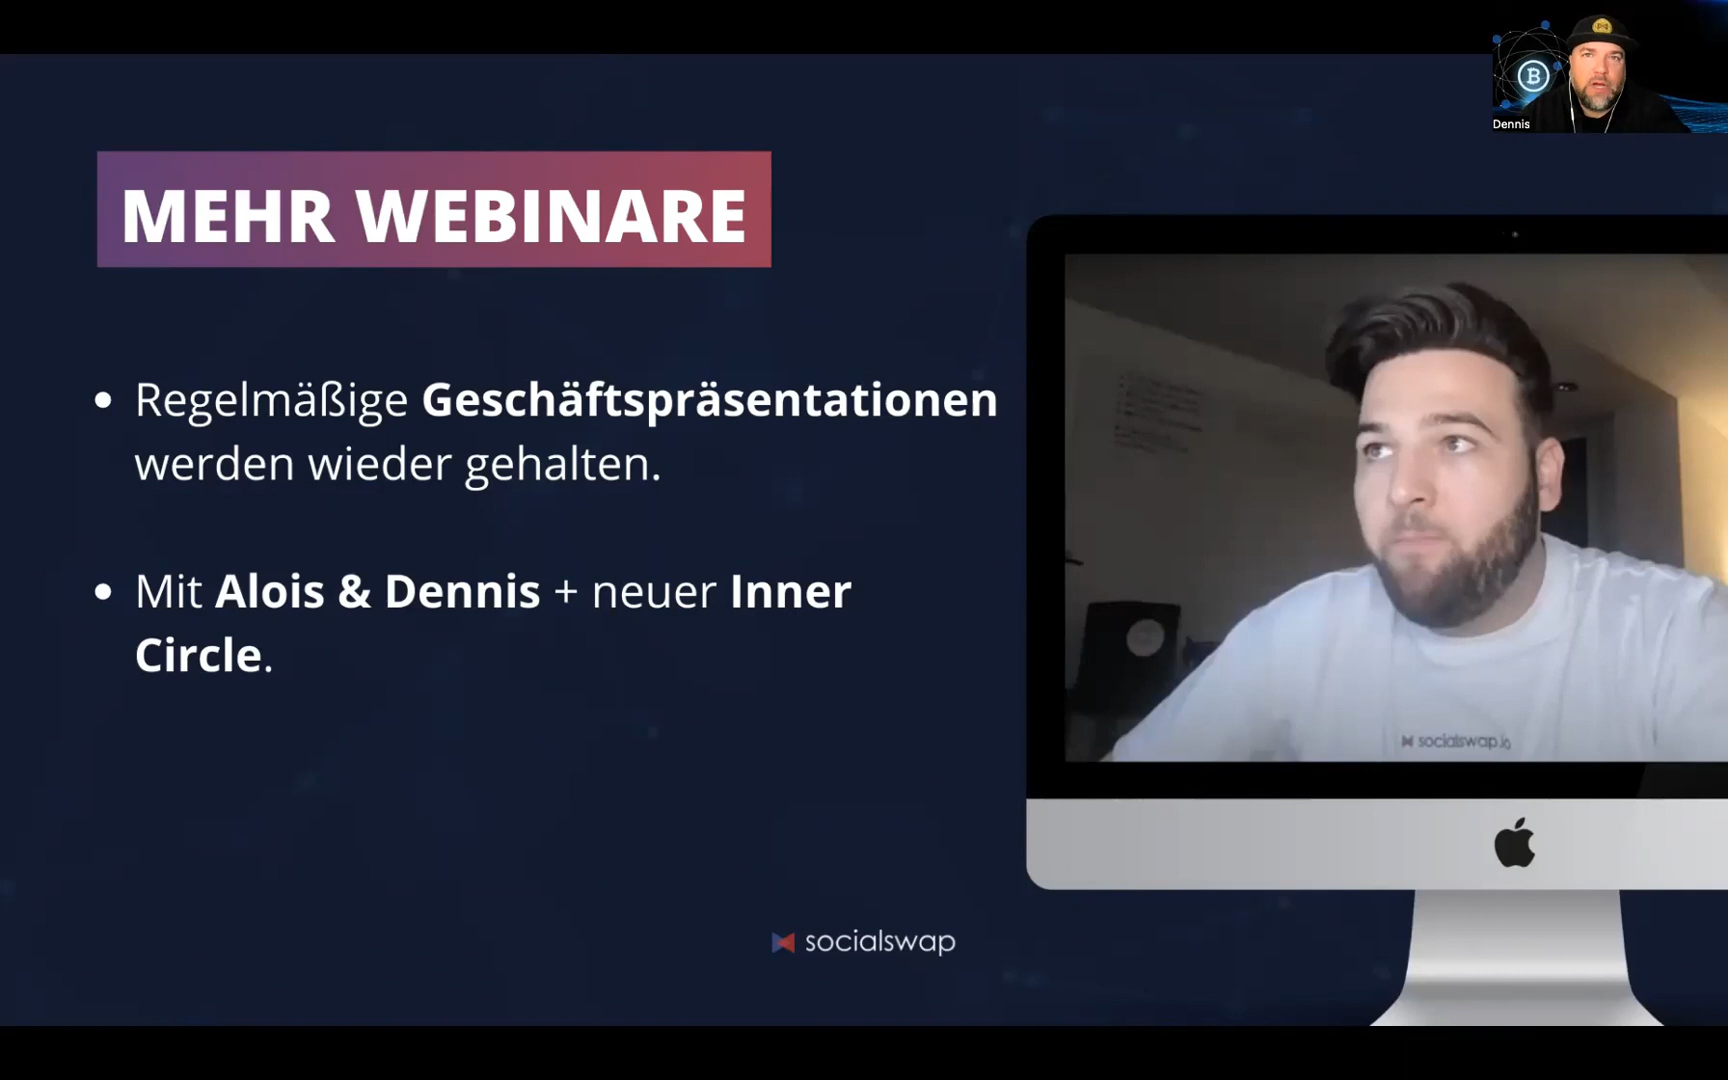 Dennis
MEHR WEBINARE
• Regelmäßige Geschäftspräsentationen
werden wieder gehalten.
• Mit Alois & Dennis + neuer Inner
Circle.
socialswap.io
socialswap